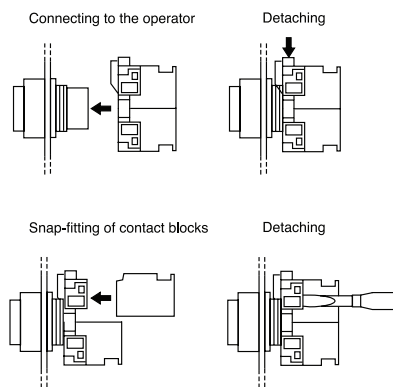 Connecting to the operator
Detaching
Snap-fitting of contact blocks
Detaching